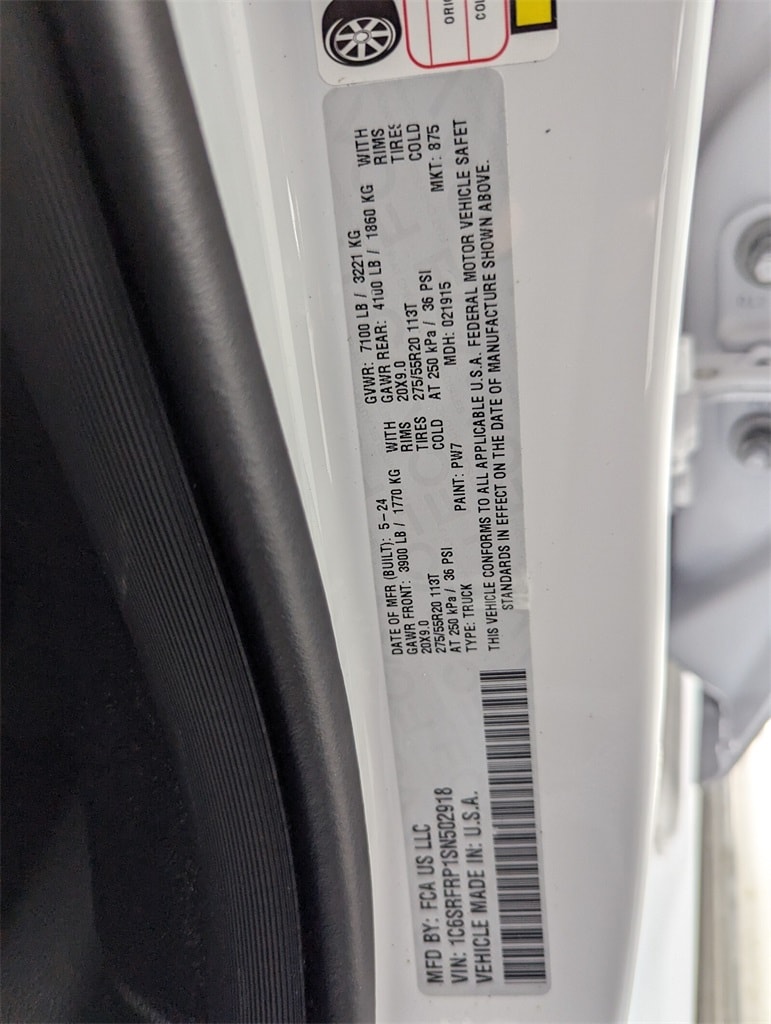 MFD BY: FCA US LLC
VIN: 1C6SRFRP1SN502918
VEHICLE MADE IN: U.S.A.
DATE OF MFR (BUILT): 5-24
GAWR FRONT: 3900 LB / 1770 KG WITH
20X9.0 RIMS
275/55R20 113T TIRES
AT 250 kPa / 36 PSI COLD
GVWR: 7100 LB / 3221 KG
GAWR REAR: 4100 LB / 1860 KG WITH
20X9.0 RIMS
275/55R20 113T TIRES
AT 250 kPa / 36 PSI COLD
TYPE: TRUCK PAINT: PW7 MDH: 021915 MKT: 875
THIS VEHICLE CONFORMS TO ALL APPLICABLE U.S.A. FEDERAL MOTOR VEHICLE SAFET
STANDARDS IN EFFECT ON THE DATE OF MANUFACTURE SHOWN ABOVE.
ORI
COL